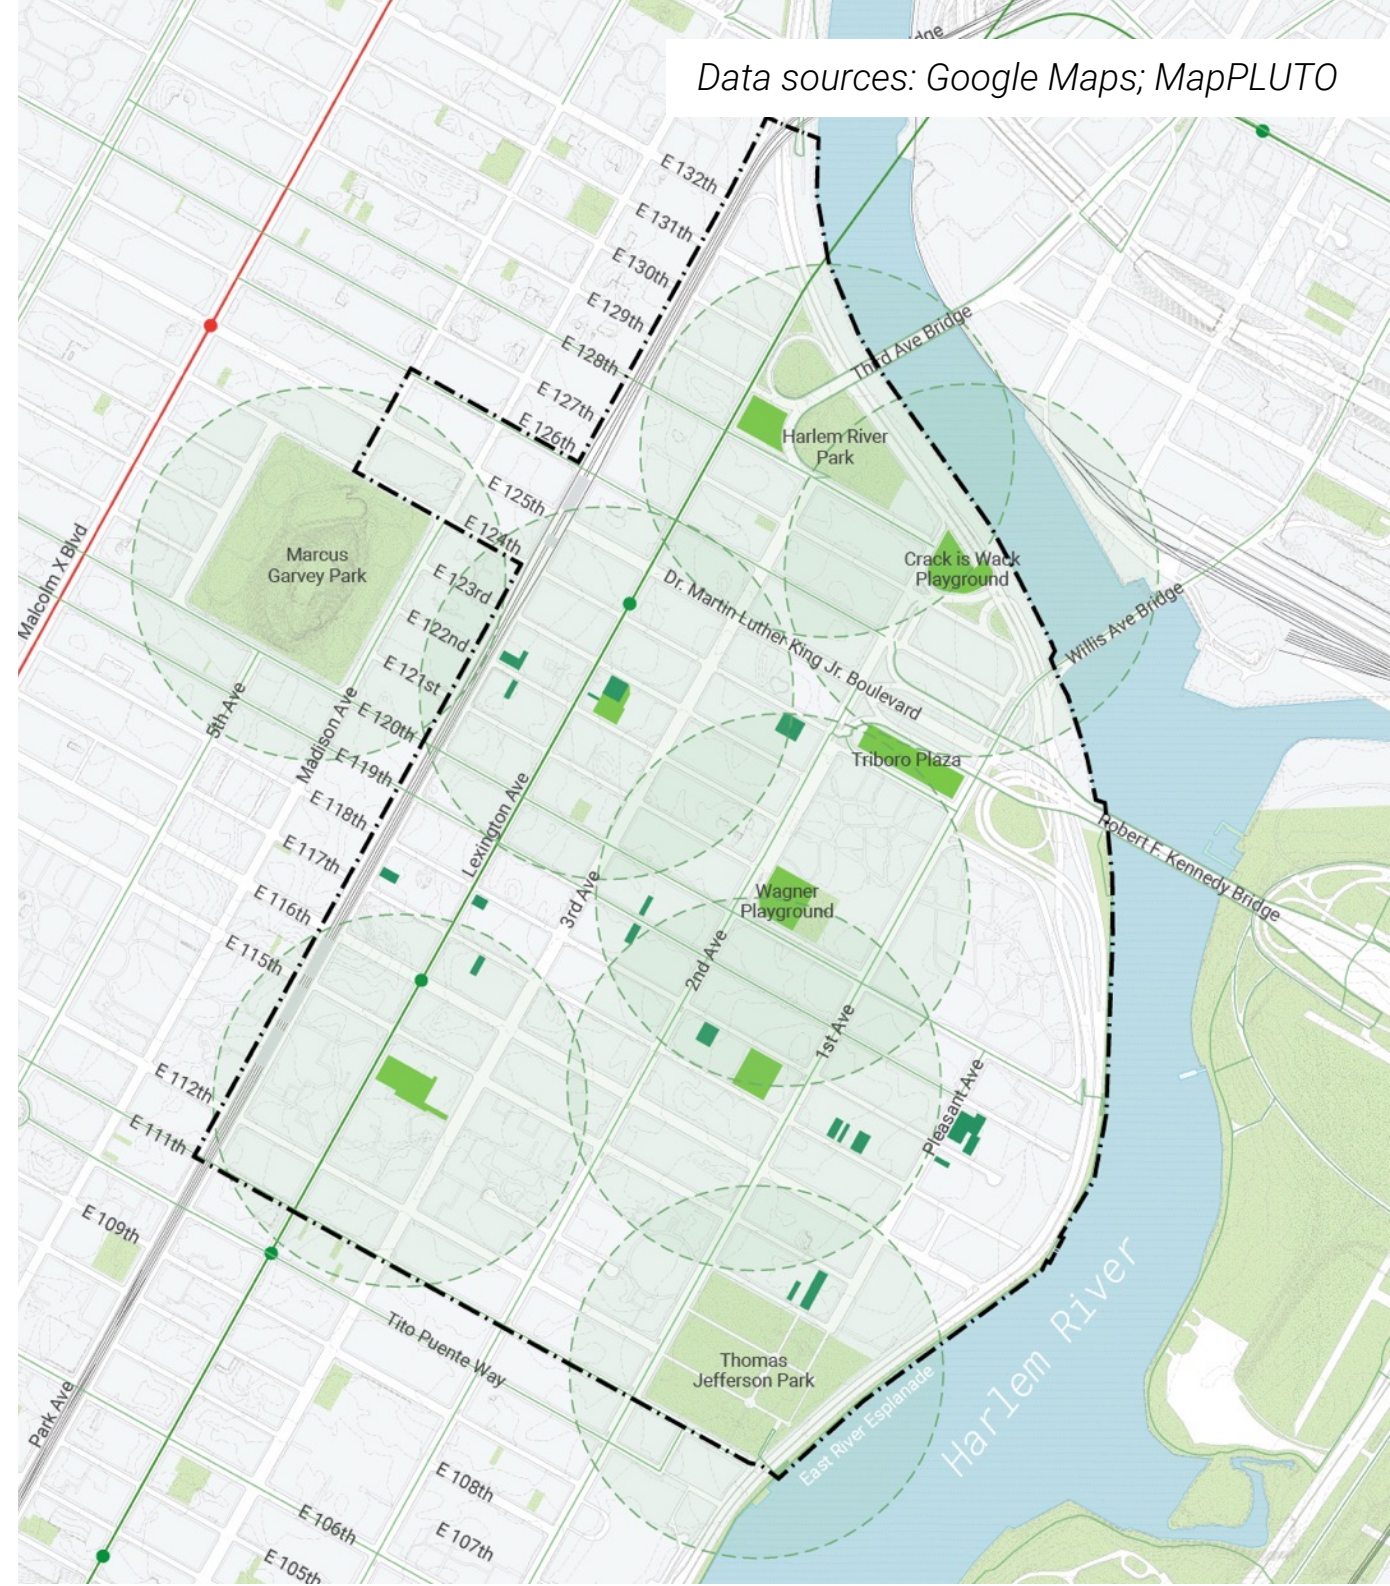 dge
Data sources: Google Maps; MapPLUTO
E 132th
E 131th
E 130th
E 129th
E 128th
E 127th
E 126th
E 125th
E 124th
E 123rd
E 122nd
E 121st
E 120th
E 119th
E 118th
E 117th
E 116th
E 115th
E 112th
E 111th
E 109th
E 108th
E 107th
E 106th
E 105th
Third Ave Bridge
Harlem River
Park
Crack is Wack
Playground
Willis Ave Bridge
Marcus
Garvey Park
Malcolm X Blvd
Dr. Martin Luther King Jr. Boulevard
5th Ave
Madison Ave
Triboro Plaza
Robert F. Kennedy Bridge
Lexington Ave
3rd Ave
Wagner
Playground
2nd Ave
1st Ave
Pleasant Ave
Harlem River
Tito Puente Way
Thomas
Jefferson Park
East River Esplanade
Park Ave